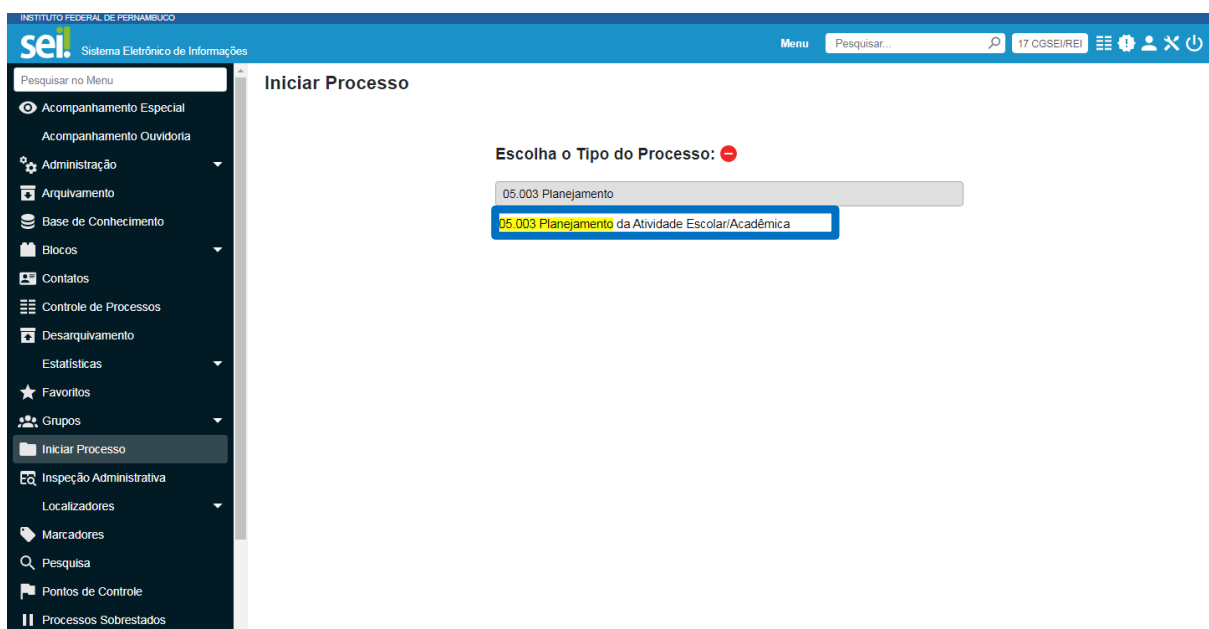 INSTITUTO FEDERAL DE PERNAMBUCO
sei! Sistema Eletrônico de Informações
Menu
Pesquisar...
17 CGSEI/REI
Pesquisar no Menu
Acompanhamento Especial
Acompanhamento Ouvidoria
Administração
Arquivamento
Base de Conhecimento
Blocos
Contatos
Controle de Processos
Desarquivamento
Estatísticas
Favoritos
Grupos
Iniciar Processo
Inspeção Administrativa
Localizadores
Marcadores
Pesquisa
Pontos de Controle
Processos Sobrestados
Iniciar Processo
Escolha o Tipo do Processo:
05.003 Planejamento
05.003 Planejamento da Atividade Escolar/Acadêmica